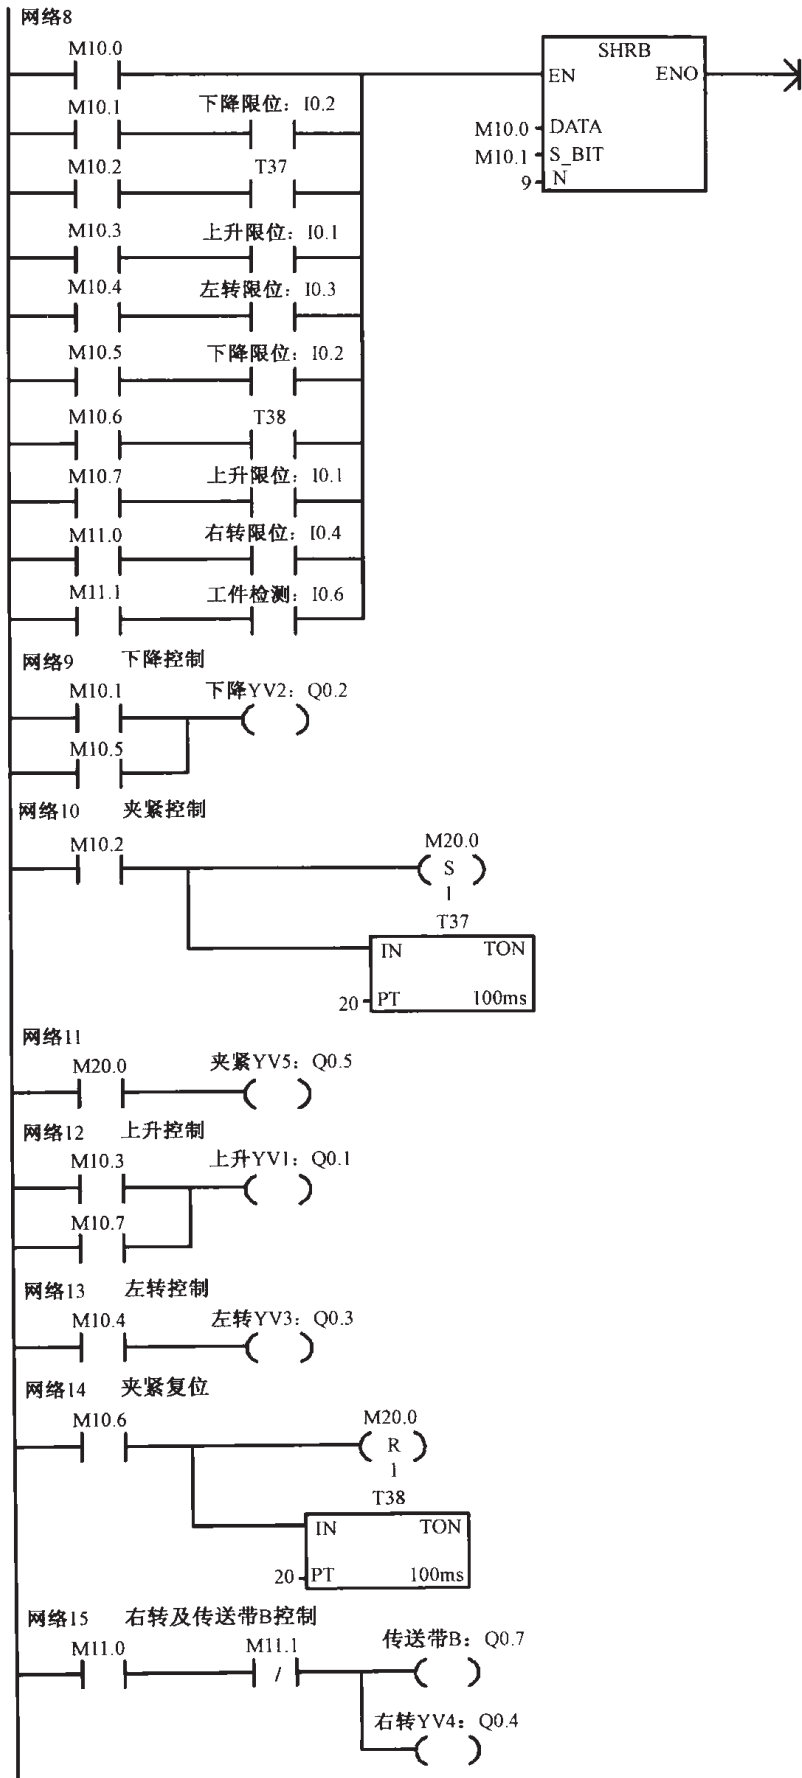 网络8
M10.0
SHRB
EN ENO
M10.1 下降限位：I0.2
M10.0 DATA
M10.1 S_BIT
9 N
M10.2 T37
M10.3 上升限位：I0.1
M10.4 左转限位：I0.3
M10.5 下降限位：I0.2
M10.6 T38
M10.7 上升限位：I0.1
M11.0 右转限位：I0.4
M11.1 工件检测：I0.6
网络9 下降控制
M10.1 下降YV2：Q0.2
M10.5
网络10 夹紧控制
M10.2 M20.0
S
1
T37
IN TON
20 PT 100ms
网络11
M20.0 夹紧YV5：Q0.5
网络12 上升控制
M10.3 上升YV1：Q0.1
M10.7
网络13 左转控制
M10.4 左转YV3：Q0.3
网络14 夹紧复位
M10.6 M20.0
R
1
T38
IN TON
20 PT 100ms
网络15 右转及传送带B控制
M11.0 M11.1 传送带B：Q0.7
/
右转YV4：Q0.4